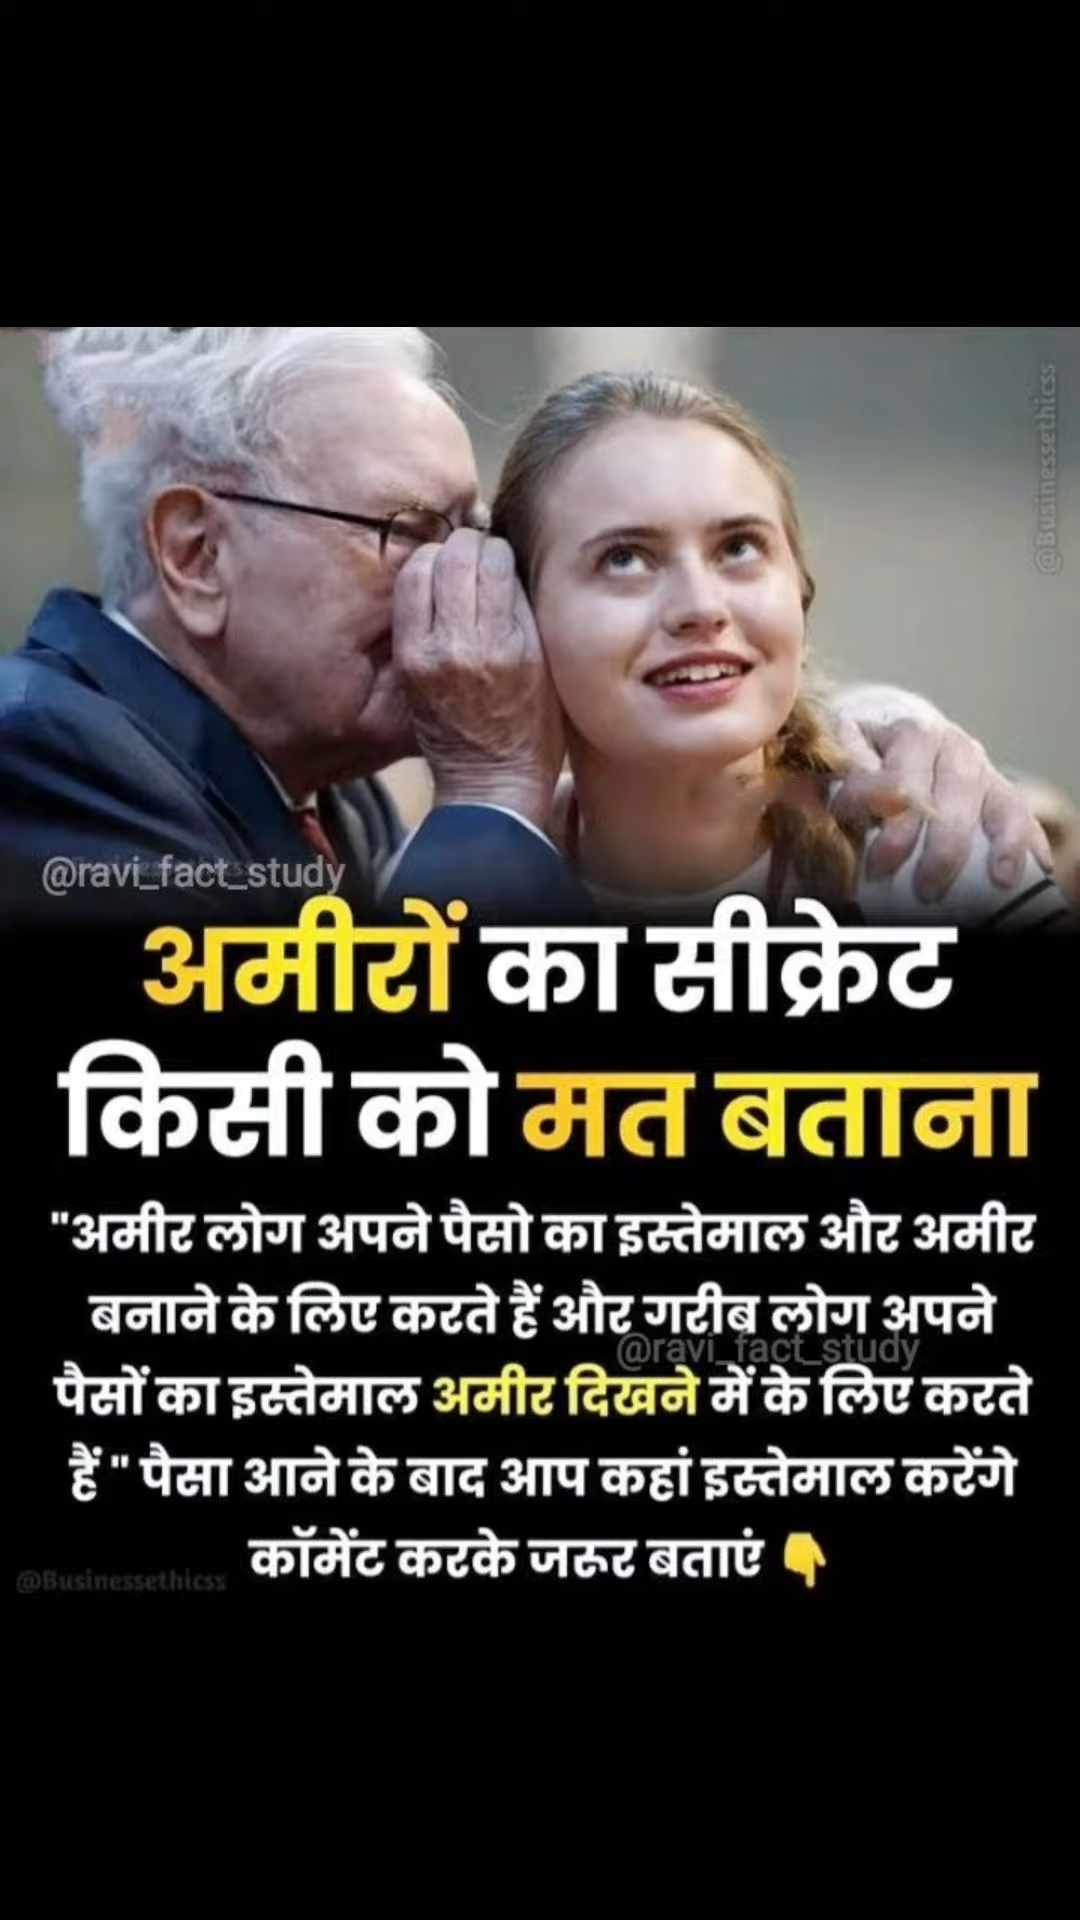 @Businessethicss
@ravi_fact_study
अमीरों का सीक्रेट
किसी को मत बताना
"अमीर लोग अपने पैसो का इस्तेमाल और अमीर
बनाने के लिए करते हैं और गरीब लोग अपने
@ravi_fact_study
पैसों का इस्तेमाल अमीर दिखने में के लिए करते
हैं " पैसा आने के बाद आप कहां इस्तेमाल करेंगे
कॉमेंट करके जरूर बताएं 👇
@Businessethicss